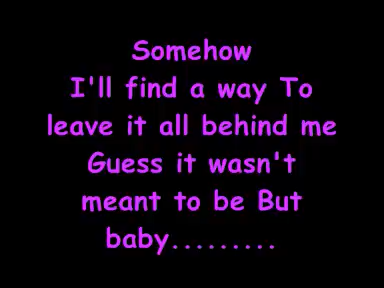 Somehow
I'll find a way To
leave it all behind me
Guess it wasn't
meant to be But
baby.........